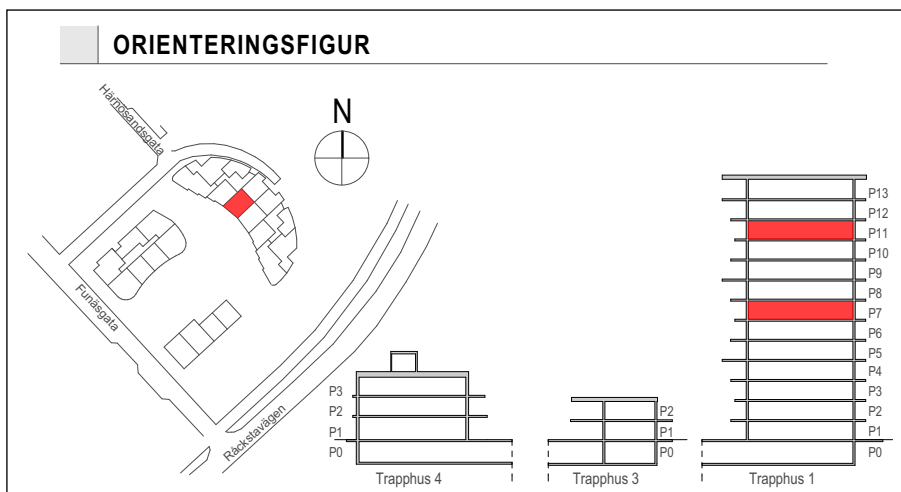 ORIENTERINGSFIGUR
Härnösandsgata
N
Funäsgata
Råckstavägen
P3
P2
P1
P0
Trapphus 4
P2
P1
P0
Trapphus 3
P13
P12
P11
P10
P9
P8
P7
P6
P5
P4
P3
P2
P1
P0
Trapphus 1